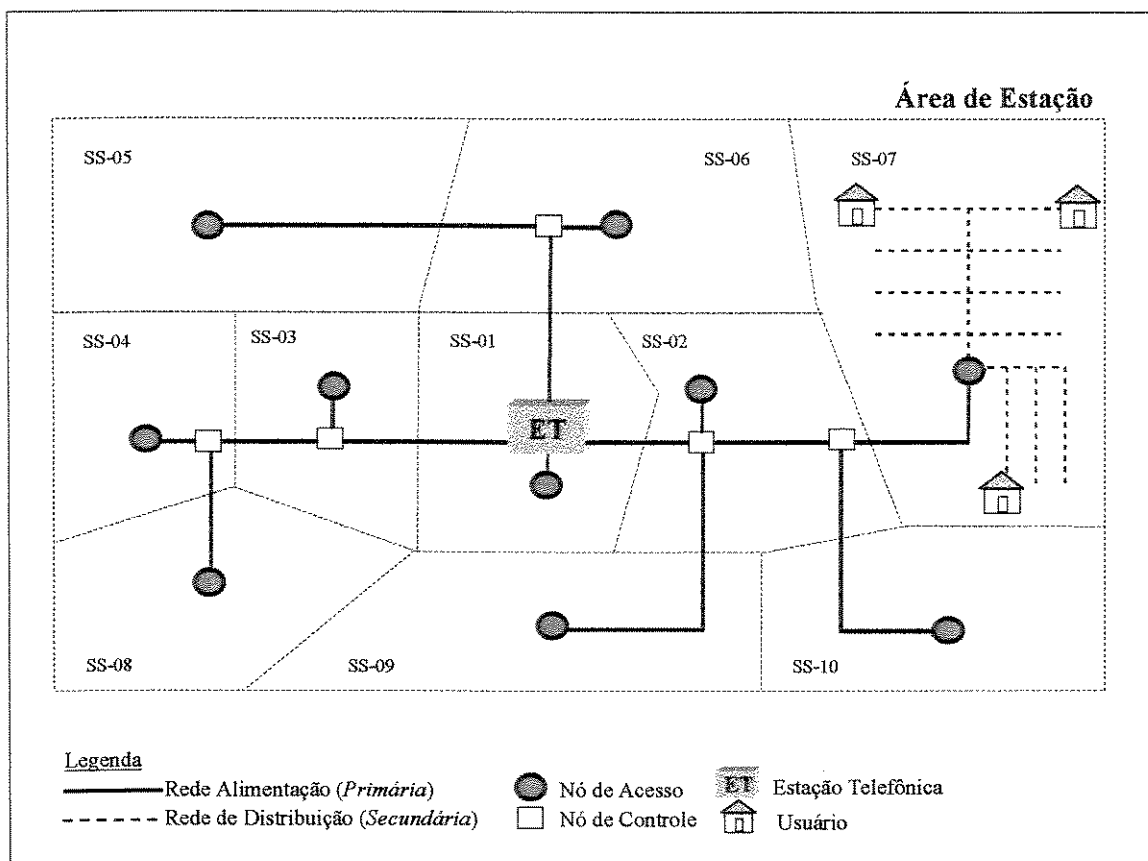 Área de Estação
SS-05
SS-06
SS-07
SS-04
SS-03
SS-01
SS-02
ET
SS-08
SS-09
SS-10
Legenda
Rede Alimentação (Primária)
Nó de Acesso
ET
Estação Telefônica
Rede de Distribuição (Secundária)
Nó de Controle
Usuário